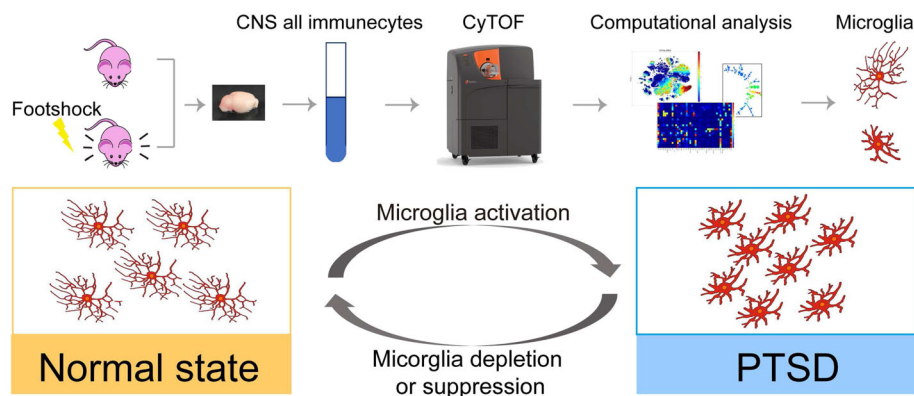 CNS all immunecytes
CyTOF
Computational analysis
Microglia
Footshock
Microglia activation
Micorglia depletion
or suppression
Normal state
PTSD